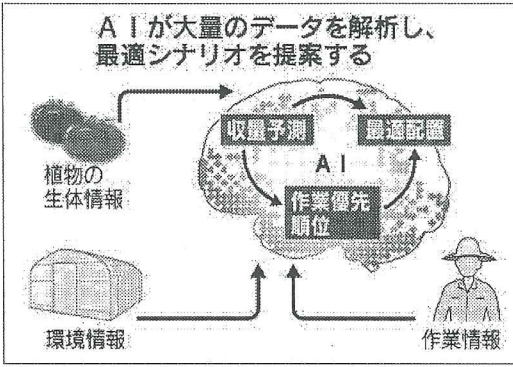 AIが大量のデータを解析し、
最適シナリオを提案する
収量予測
最適配置
AI
作業優先
順位
植物の
生体情報
環境情報
作業情報